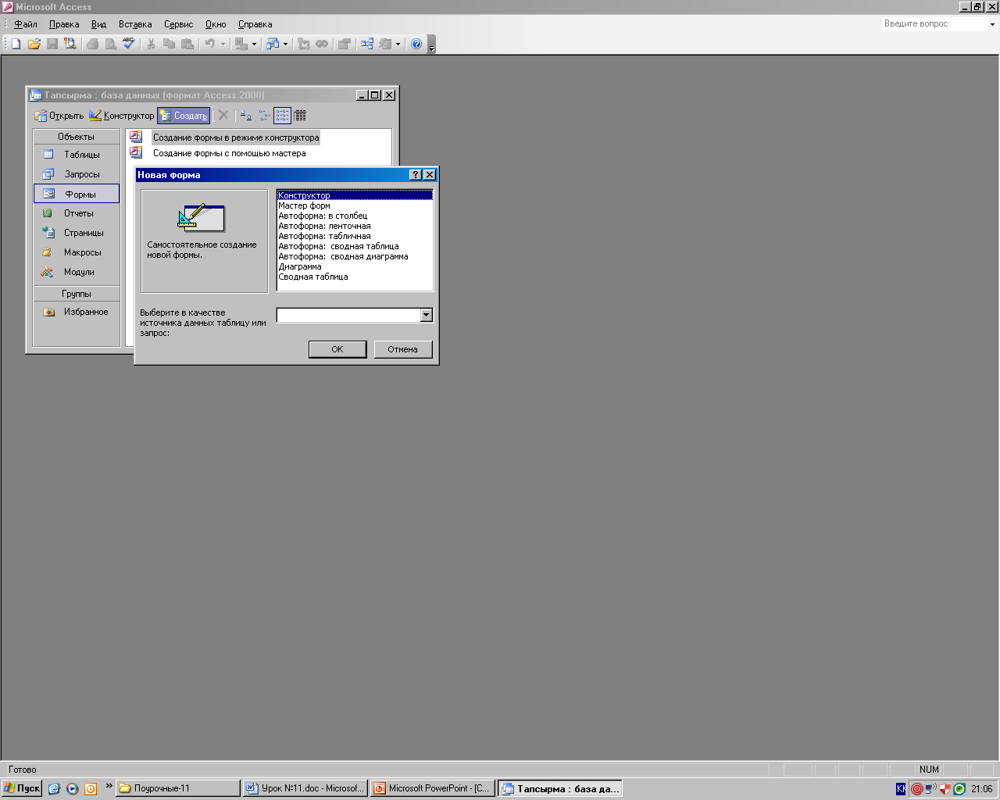 Microsoft Access
Файл Правка Вид Вставка Сервис Окно Справка
Введите вопрос
Тапсырма : база данных (формат Access 2000)
Открыть Конструктор Создать
Объекты
Таблицы
Запросы
Формы
Отчеты
Страницы
Макросы
Модули
Группы
Избранное
Создание формы в режиме конструктора
Создание формы с помощью мастера
Новая форма
Самостоятельное создание
новой формы.
Конструктор
Мастер форм
Автоформа: в столбец
Автоформа: ленточная
Автоформа: табличная
Автоформа: сводная таблица
Автоформа: сводная диаграмма
Диаграмма
Сводная таблица
Выберите в качестве
источника данных таблицу или
запрос:
ОК Отмена
Готово
NUM
Пуск
Поурочные-11
Урок №11.doc - Microsof...
Microsoft PowerPoint - [С...
Тапсырма : база да...
KK
21:06